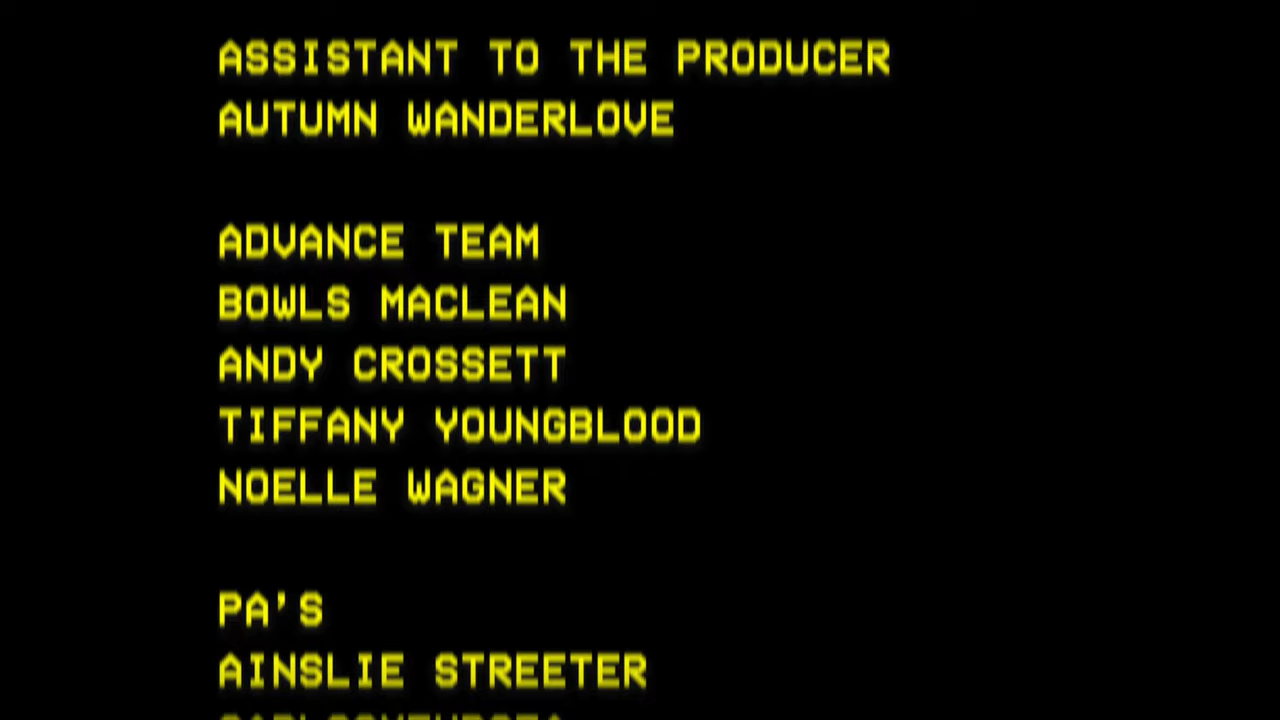 ASSISTANT TO THE PRODUCER
AUTUMN WANDERLOVE
ADVANCE TEAM
BOWLS MACLEAN
ANDY CROSSETT
TIFFANY YOUNGBLOOD
NOELLE WAGNER
PA'S
AINSLIE STREETER